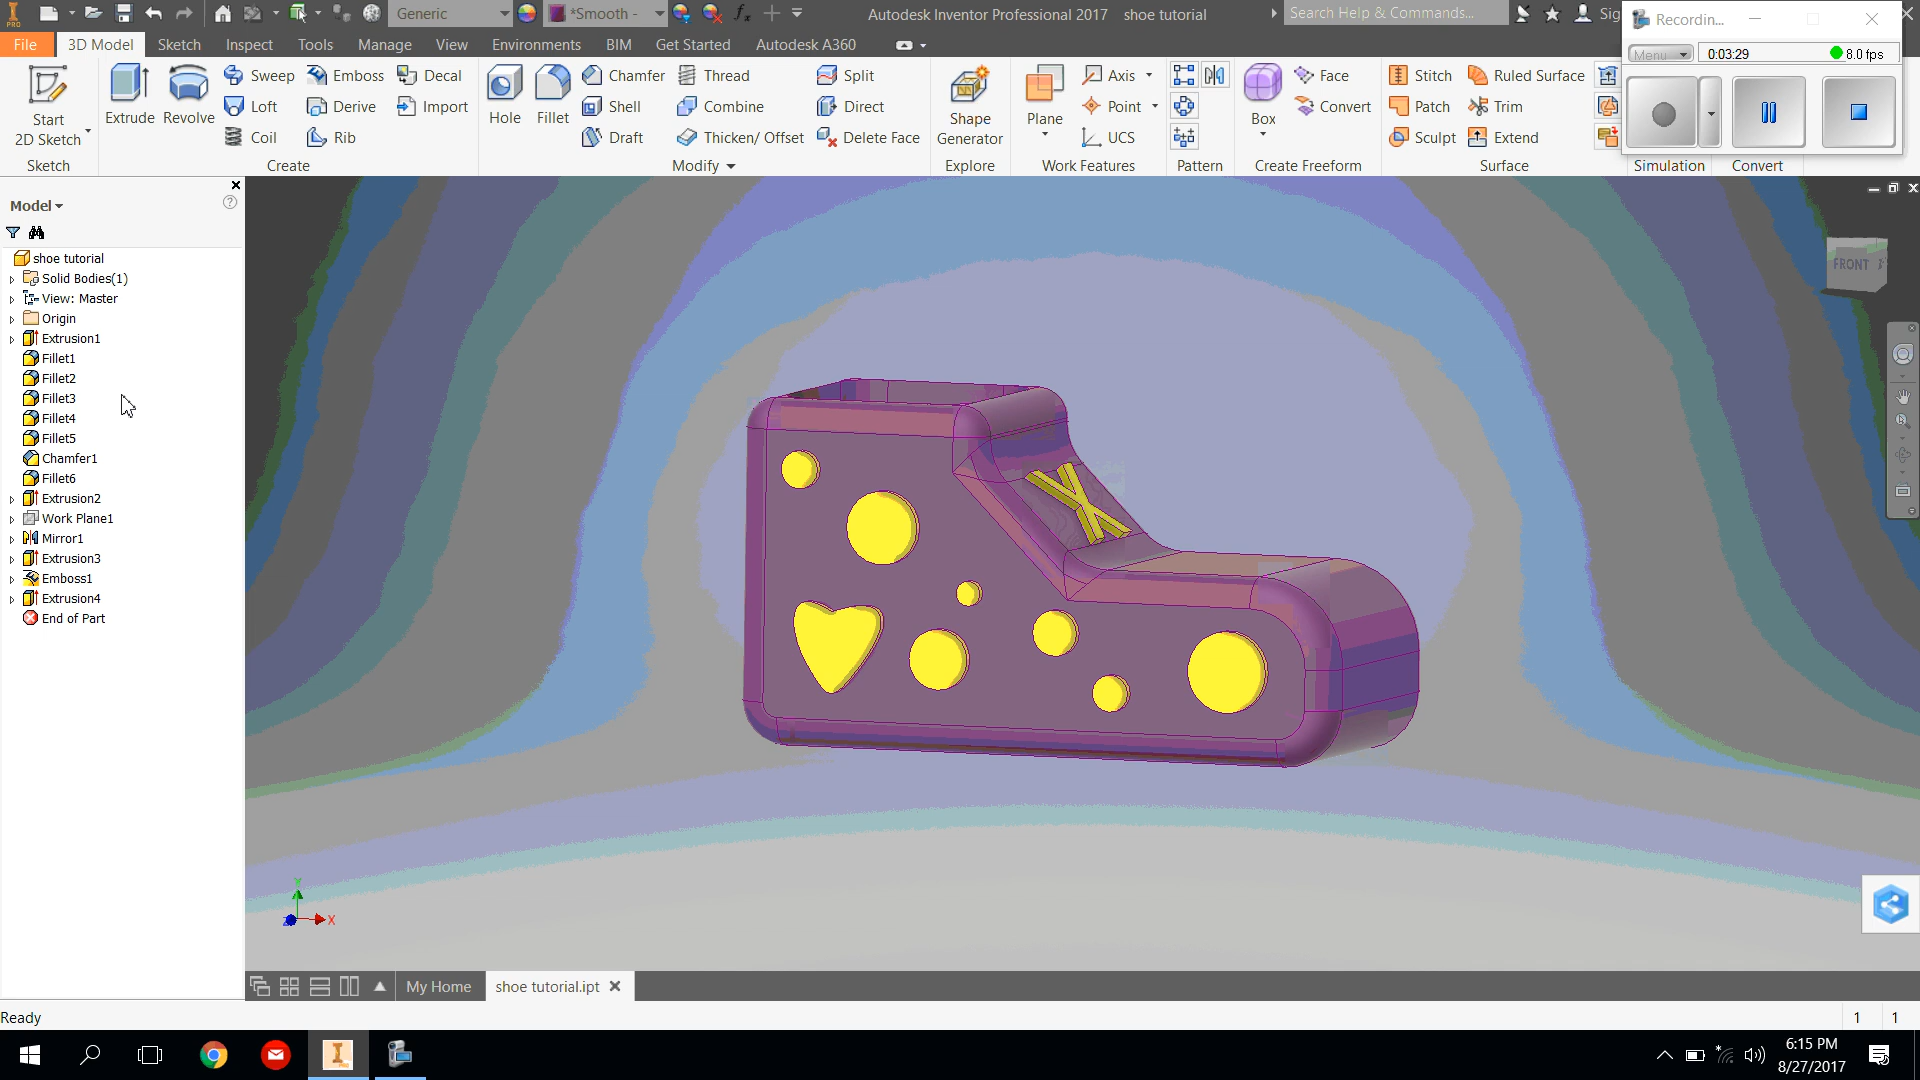 PRO
Generic
*Smooth -
fx
Autodesk Inventor Professional 2017 shoe tutorial
Search Help & Commands...
Sig
Recordin...
File
3D Model
Sketch
Inspect
Tools
Manage
View
Environments
BIM
Get Started
Autodesk A360
Menu
0:03:29
8.0 fps
Start
2D Sketch
Extrude
Revolve
Sweep
Loft
Coil
Emboss
Derive
Rib
Decal
Import
Hole
Fillet
Chamfer
Shell
Draft
Thread
Combine
Thicken/ Offset
Split
Direct
Delete Face
Shape
Generator
Plane
Axis
Point
UCS
Box
Face
Convert
Stitch
Patch
Sculpt
Ruled Surface
Trim
Extend
Sketch
Create
Modify
Explore
Work Features
Pattern
Create Freeform
Surface
Simulation
Convert
Model
shoe tutorial
Solid Bodies(1)
View: Master
Origin
Extrusion1
Fillet1
Fillet2
Fillet3
Fillet4
Fillet5
Chamfer1
Fillet6
Extrusion2
Work Plane1
Mirror1
Extrusion3
Emboss1
Extrusion4
End of Part
FRONT
Y
X
Z
My Home
shoe tutorial.ipt
Ready
1 1
6:15 PM
8/27/2017